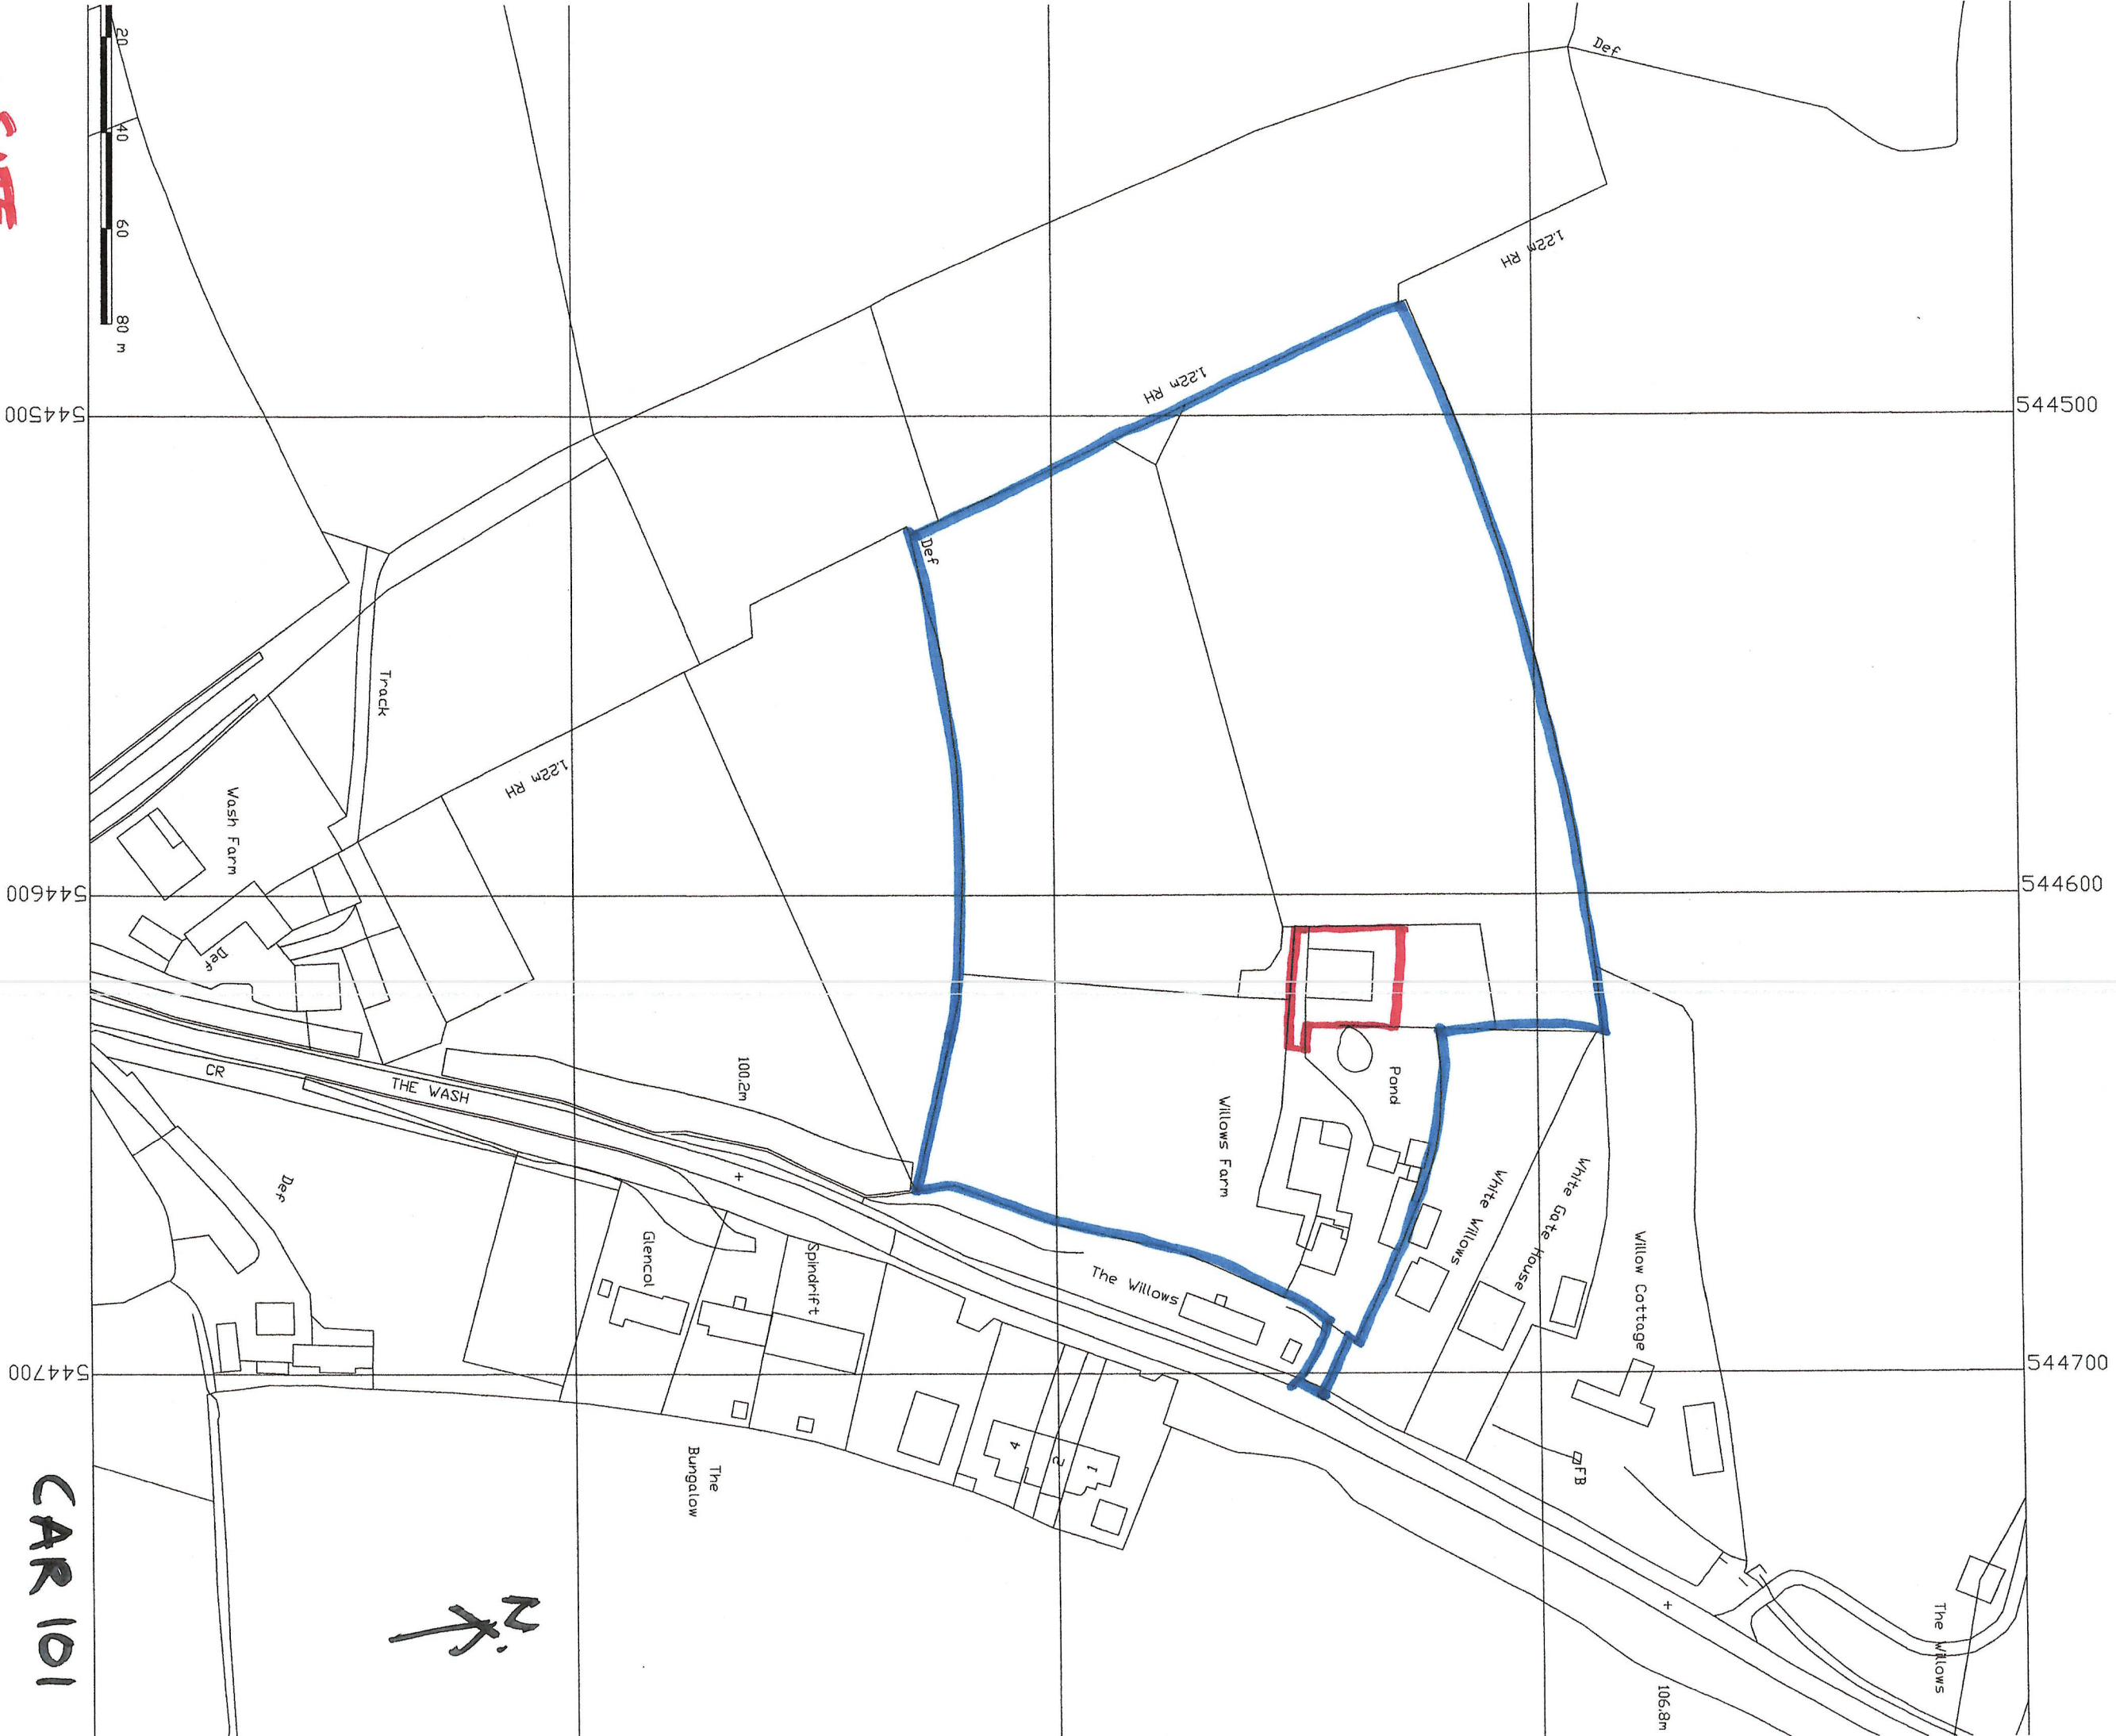 SITE
20
40
60
80 m
Def
1.22m RH
1.22m RH
544500
544500
Def
Track
1.22m RH
Wash Farm
544600
544600
Def
100.2m
CR
THE WASH
Pond
Willows Farm
White Willows
White Gate House
Willow Cottage
Def
Glencol
Spindrift
The Willows
544700
544700
The
Bungalow
4
2
1
FB
The Willows
106.8m
N.
CAR 101